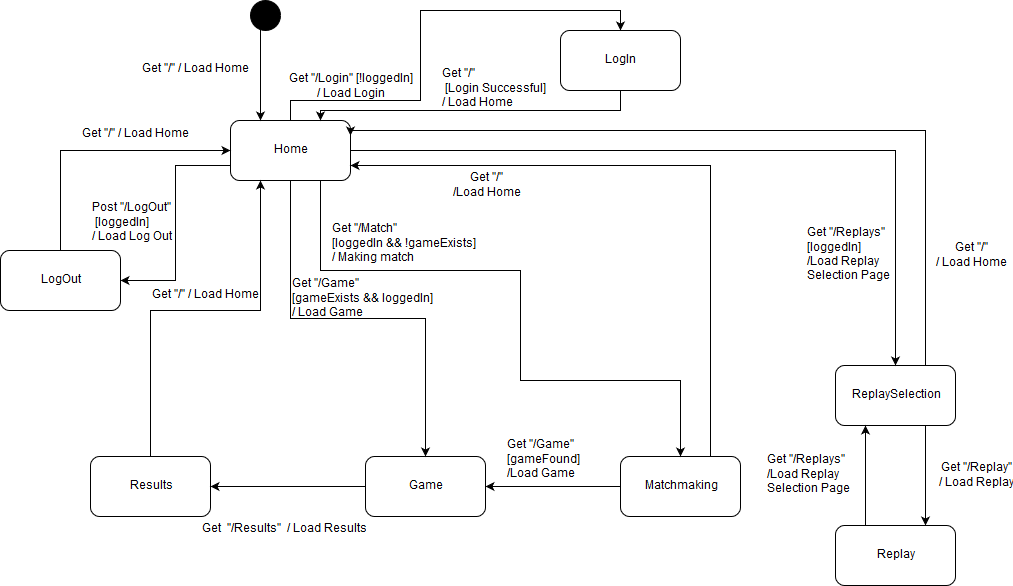 Get "/" / Load Home
Get "/Login" [!loggedIn]
/ Load Login
Get "/"
[Login Successful]
/ Load Home
LogIn
Get "/" / Load Home
Home
Get "/"
/Load Home
Post "/LogOut"
[loggedIn]
/ Load Log Out
Get "/Match"
[loggedIn && !gameExists]
/ Making match
Get "/Replays"
[loggedIn]
/Load Replay
Selection Page
Get "/"
/ Load Home
LogOut
Get "/" / Load Home
Get "/Game"
[gameExists && loggedIn]
/ Load Game
ReplaySelection
Results
Game
Get "/Game"
[gameFound]
/Load Game
Matchmaking
Get "/Replays"
/Load Replay
Selection Page
Get "/Replay"
/ Load Replay
Get "/Results" / Load Results
Replay